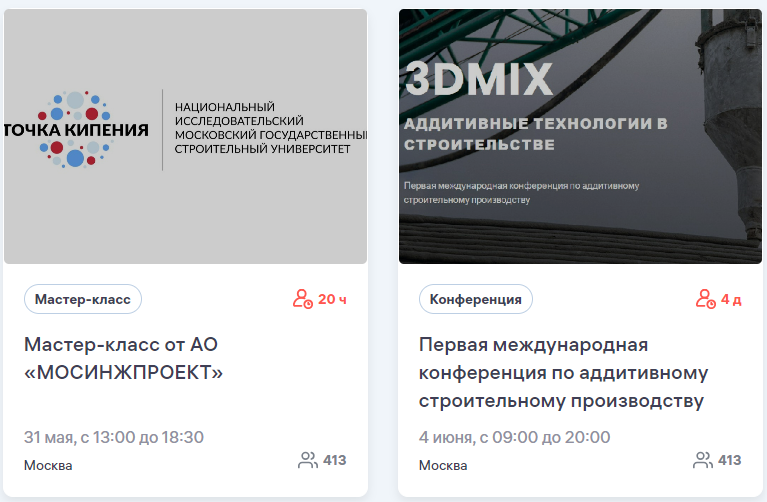 ТОЧКА КИПЕНИЯ
НАЦИОНАЛЬНЫЙ
ИССЛЕДОВАТЕЛЬСКИЙ
МОСКОВСКИЙ ГОСУДАРСТВЕННЫЙ
СТРОИТЕЛЬНЫЙ УНИВЕРСИТЕТ
Мастер-класс
20 ч
Мастер-класс от АО
«МОСИНЖПРОЕКТ»
31 мая, с 13:00 до 18:30
Москва
413
3DMIX
АДДИТИВНЫЕ ТЕХНОЛОГИИ В
СТРОИТЕЛЬСТВЕ
Первая международная конференция по аддитивному
строительному производству
Конференция
4 д
Первая международная
конференция по аддитивному
строительному производству
4 июня, с 09:00 до 20:00
Москва
413